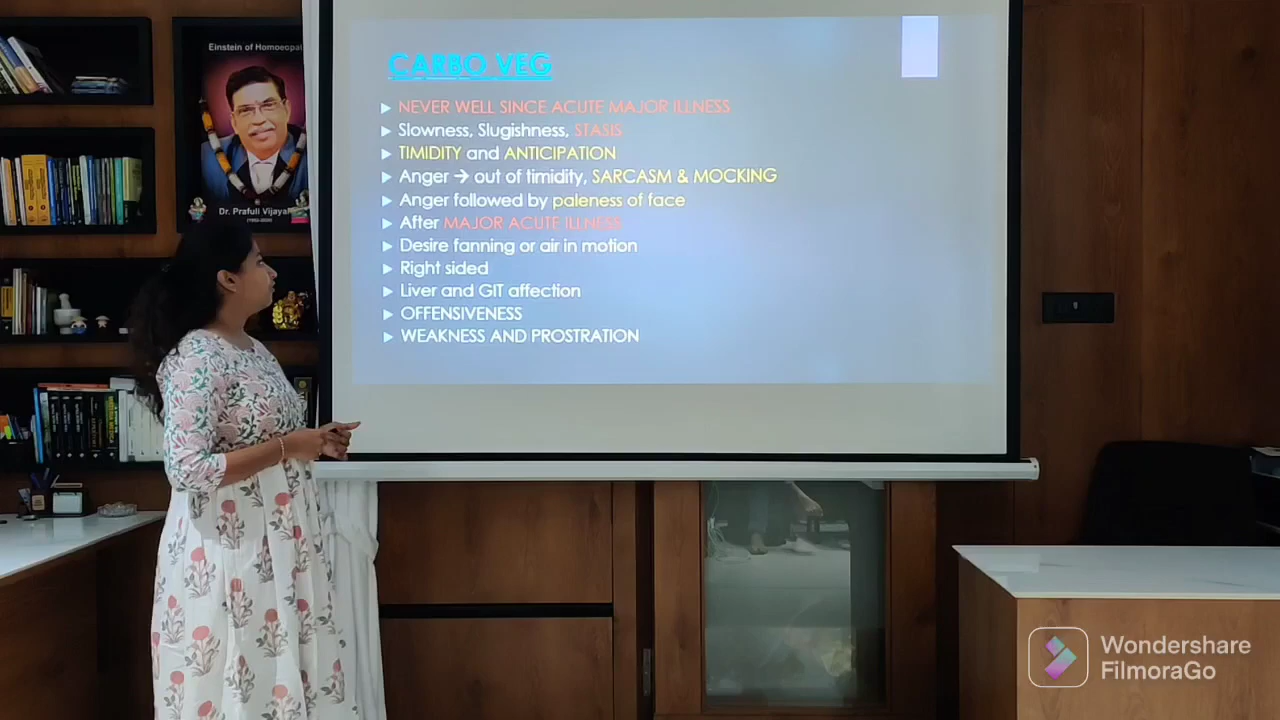 Einstein of Homoeopat
Dr. Prafull Vijayak
CARBO VEG
NEVER WELL SINCE ACUTE MAJOR ILLNESS
Slowness, Slugishness, STASIS
TIMIDITY and ANTICIPATION
Anger → out of timidity, SARCASM & MOCKING
Anger followed by paleness of face
After MAJOR ACUTE ILLNESS
Desire fanning or air in motion
Right sided
Liver and GIT affection
OFFENSIVENESS
WEAKNESS AND PROSTRATION
Wondershare
FilmoraGo